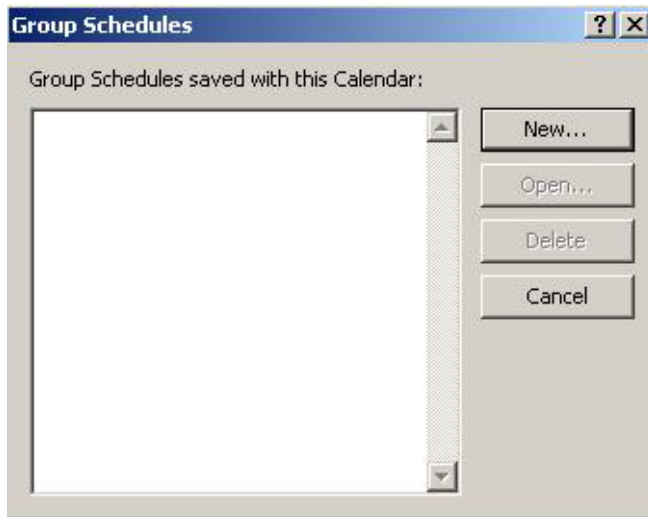 Group Schedules
Group Schedules saved with this Calendar:
New...
Open...
Delete
Cancel